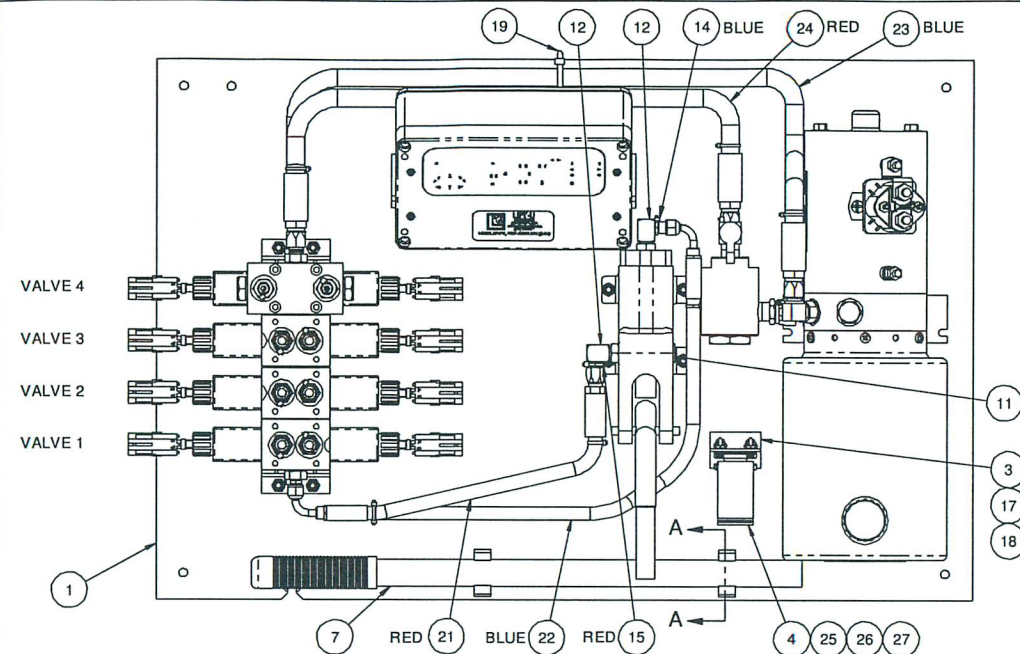 19 12 12 14 BLUE 24 RED 23 BLUE
VALVE 4
VALVE 3
VALVE 2
VALVE 1
11
3
17
18
A
A
1
7 RED 21 BLUE 22 RED 15 4 25 26 27